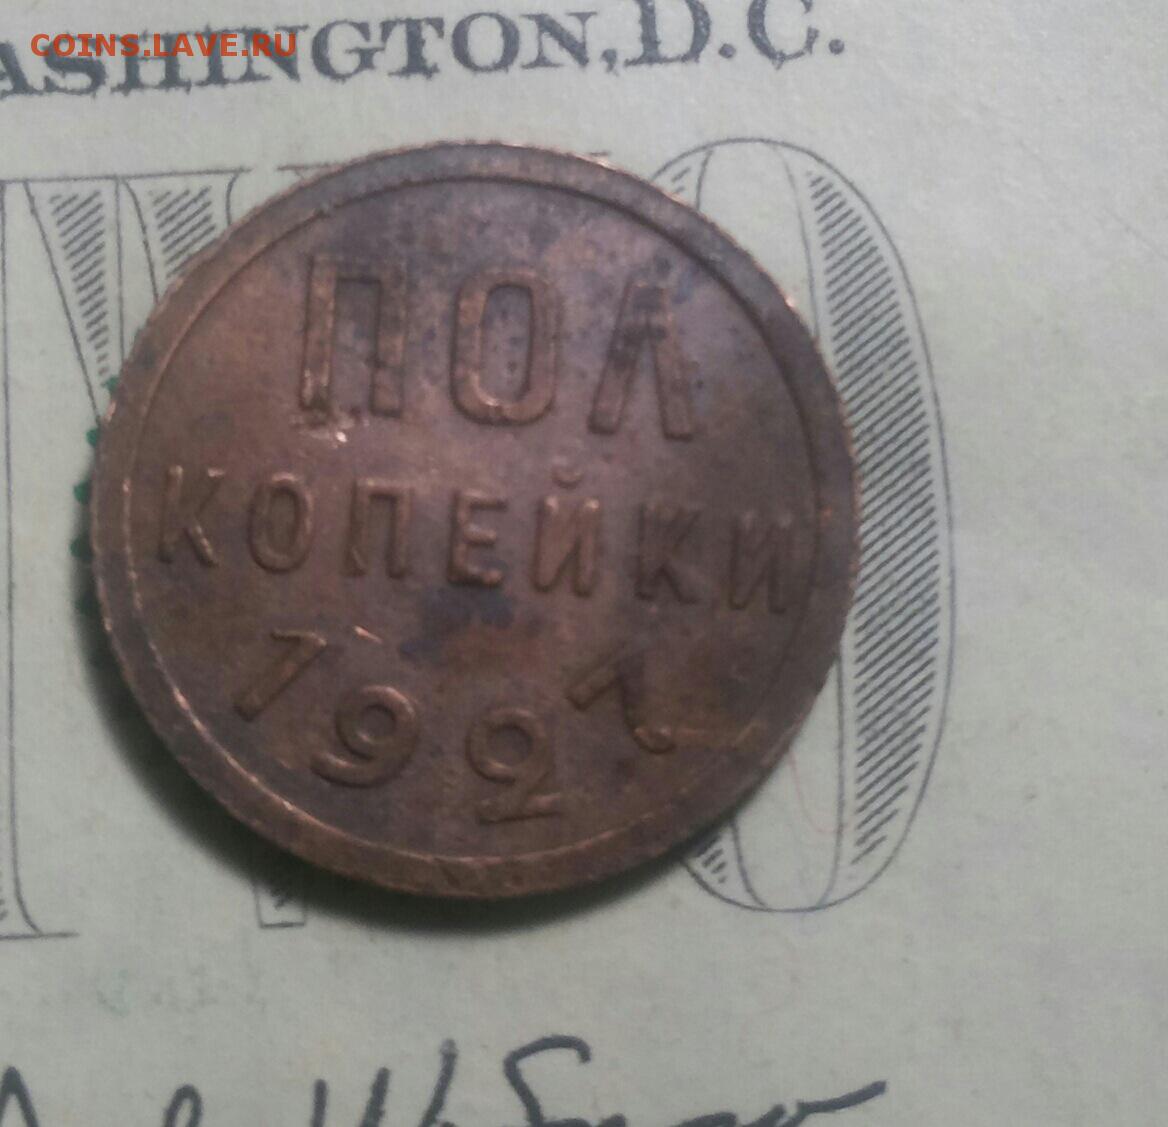 COINS.LAVE.RU
ASHINGTON, D.C.
ПОЛ
КОПЕЙКИ
1927